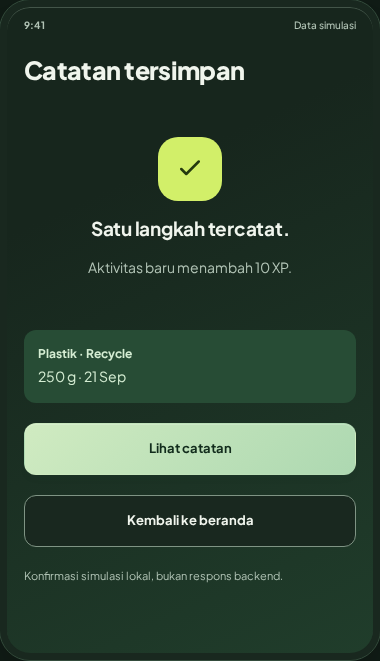 9:41
Data simulasi
Catatan tersimpan
Satu langkah tercatat.
Aktivitas baru menambah 10 XP.
Plastik · Recycle
250 g · 21 Sep
Lihat catatan
Kembali ke beranda
Konfirmasi simulasi lokal, bukan respons backend.